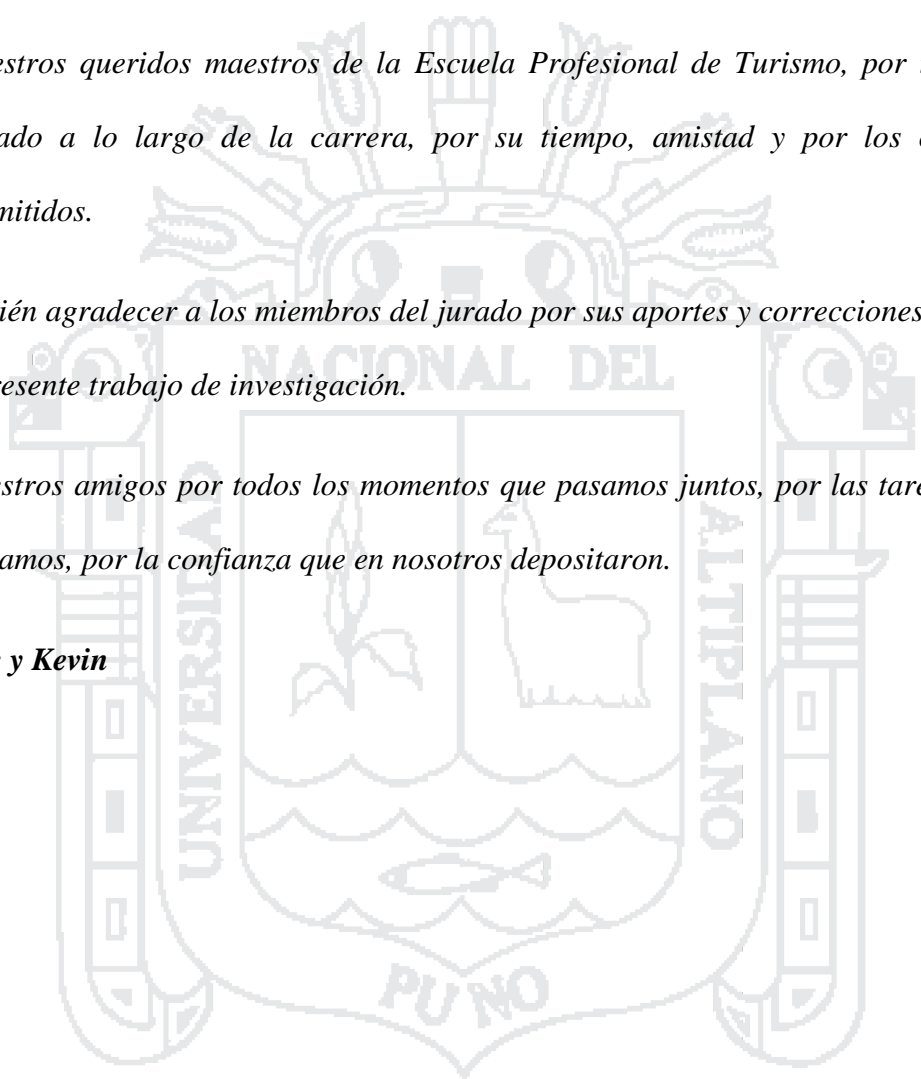 estros queridos maestros de la Escuela Profesional de Turismo, por
ado a lo largo de la carrera, por su tiempo, amistad y por los
mitidos.
ién agradecer a los miembros del jurado por sus aportes y correcciones
resente trabajo de investigación.
estros amigos por todos los momentos que pasamos juntos, por las tare
amos, por la confianza que en nosotros depositaron.
y Kevin
NACIONAL DEL
UNIVERSIDAD
ALTIPLANO
PUNO